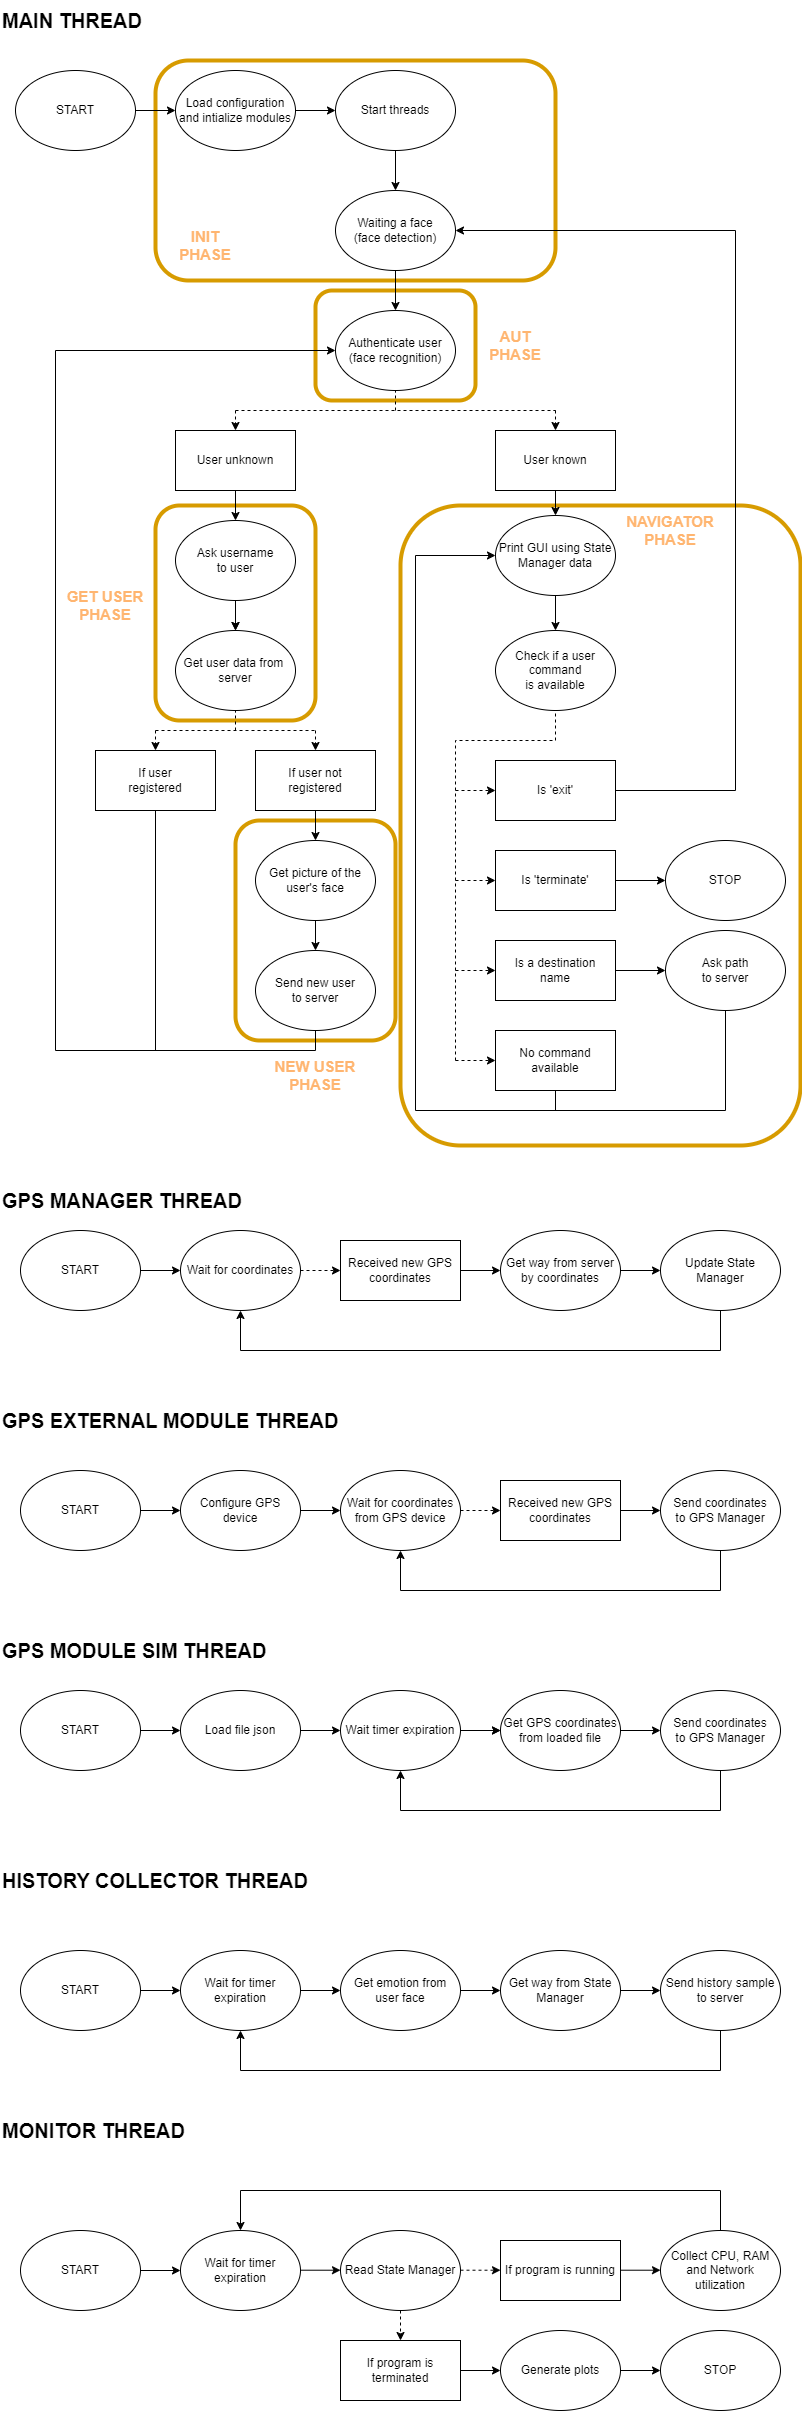 MAIN THREAD
START
Load configuration
and intialize modules
Start threads
Waiting a face
(face detection)
INIT
PHASE
Authenticate user
(face recognition)
AUT
PHASE
User unknown
User known
Ask username
to user
GET USER
PHASE
Get user data from
server
If user
registered
If user not
registered
Get picture of the
user's face
Send new user
to server
NEW USER
PHASE
NAVIGATOR
PHASE
Print GUI using State
Manager data
Check if a user
command
is available
Is 'exit'
Is 'terminate'
STOP
Is a destination
name
Ask path
to server
No command
available
GPS MANAGER THREAD
START
Wait for coordinates
Received new GPS
coordinates
Get way from server
by coordinates
Update State
Manager
GPS EXTERNAL MODULE THREAD
START
Configure GPS
device
Wait for coordinates
from GPS device
Received new GPS
coordinates
Send coordinates
to GPS Manager
GPS MODULE SIM THREAD
START
Load file json
Wait timer expiration
Get GPS coordinates
from loaded file
Send coordinates
to GPS Manager
HISTORY COLLECTOR THREAD
START
Wait for timer
expiration
Get emotion from
user face
Get way from State
Manager
Send history sample
to server
MONITOR THREAD
START
Wait for timer
expiration
Read State Manager
If program is running
Collect CPU, RAM
and Network
utilization
If program is
terminated
Generate plots
STOP